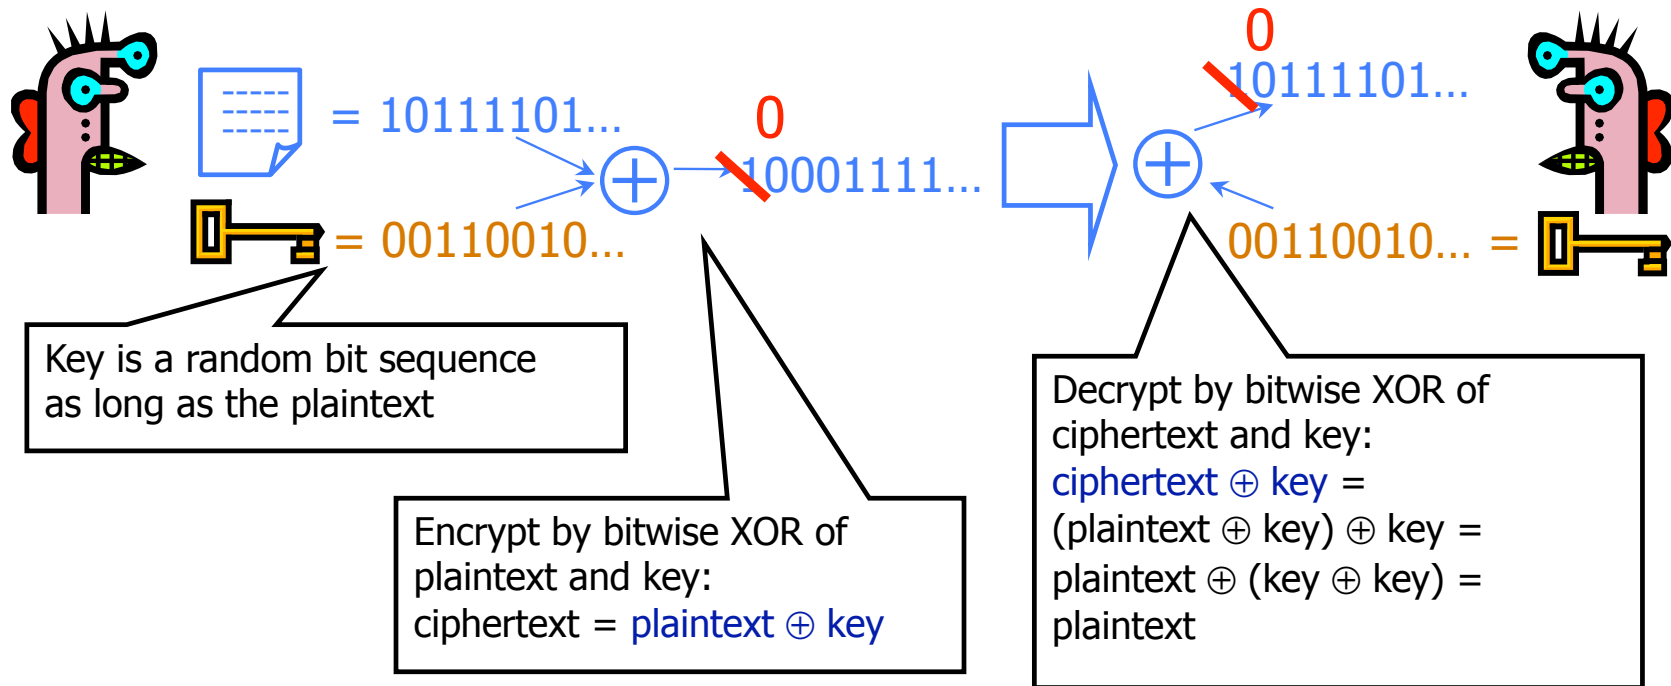 0
0
= 10111101...
10001111...
10111101...
= 00110010...
00110010... =
Key is a random bit sequence
as long as the plaintext
Encrypt by bitwise XOR of
plaintext and key:
ciphertext = plaintext ⊕ key
Decrypt by bitwise XOR of
ciphertext and key:
ciphertext ⊕ key =
(plaintext ⊕ key) ⊕ key =
plaintext ⊕ (key ⊕ key) =
plaintext